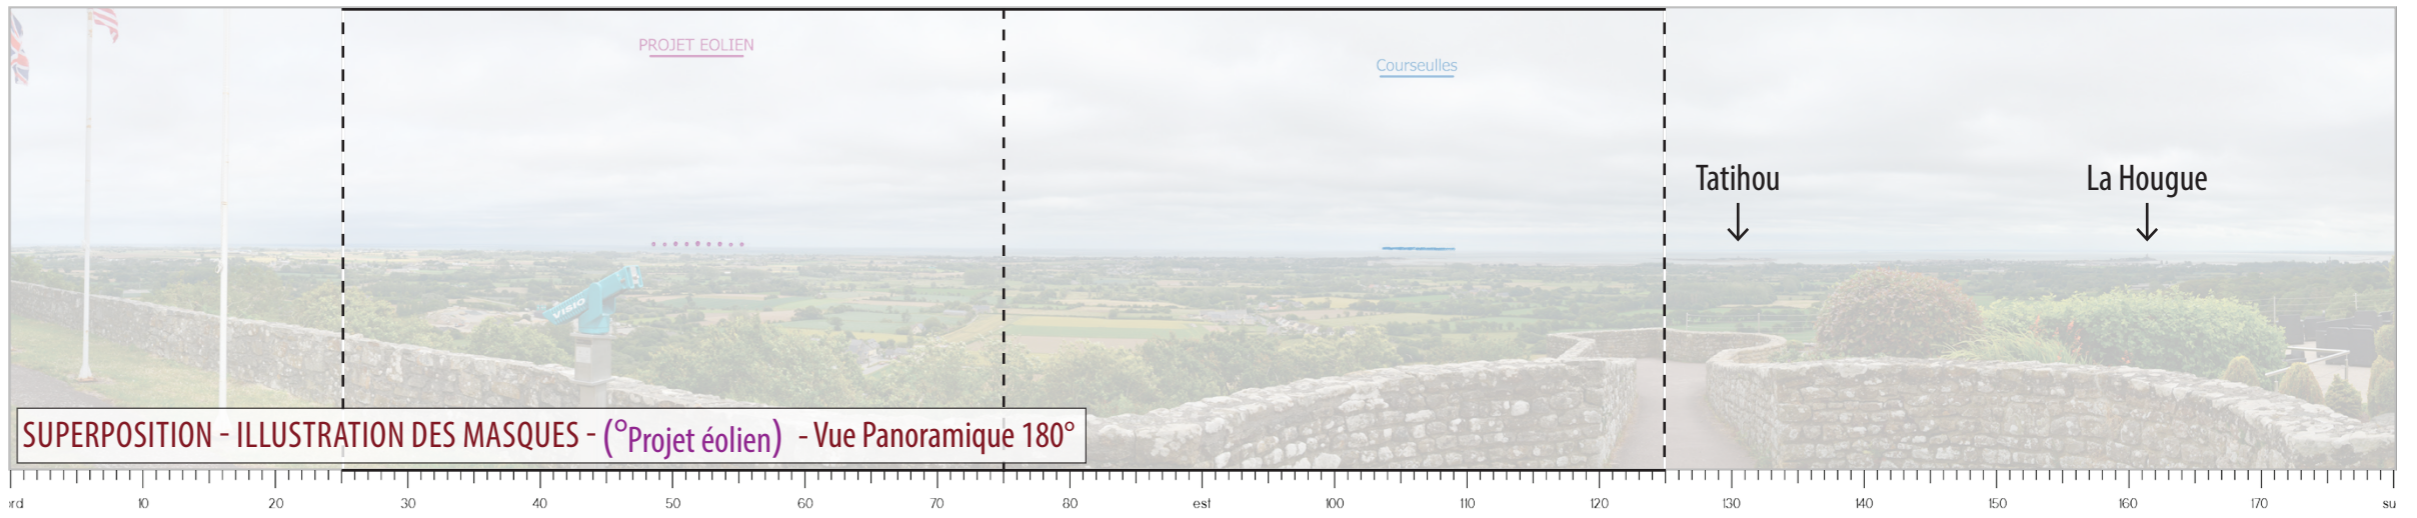 PROJET EOLIEN
Courseulles
Tatihou
La Hougue
VISIO
SUPERPOSITION - ILLUSTRATION DES MASQUES - (°Projet éolien) - Vue Panoramique 180°
rd 10 20 30 40 50 60 70 80 est 100 110 120 130 140 150 160 170 su